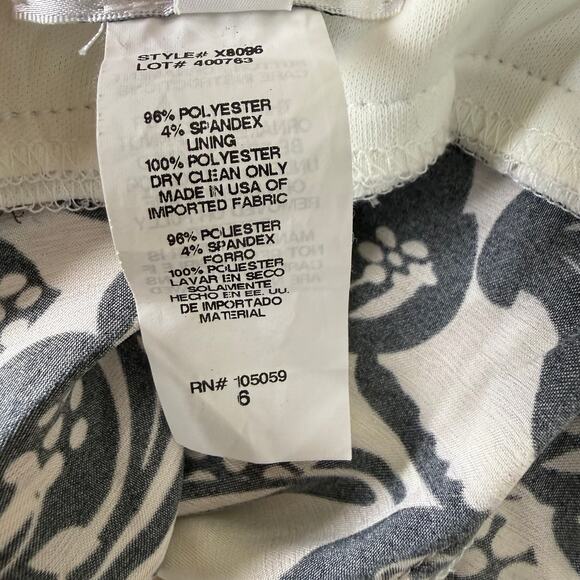 STYLE# X8096
LOT# 400763
96% POLYESTER
4% SPANDEX
LINING
100% POLYESTER
DRY CLEAN ONLY
MADE IN USA OF
IMPORTED FABRIC
96% POLIESTER
4% SPANDEX
FORRO
100% POLIESTER
LAVAR EN SECO
SOLAMENTE
HECHO EN EE. UU.
DE IMPORTADO
MATERIAL
RN# 105059
6